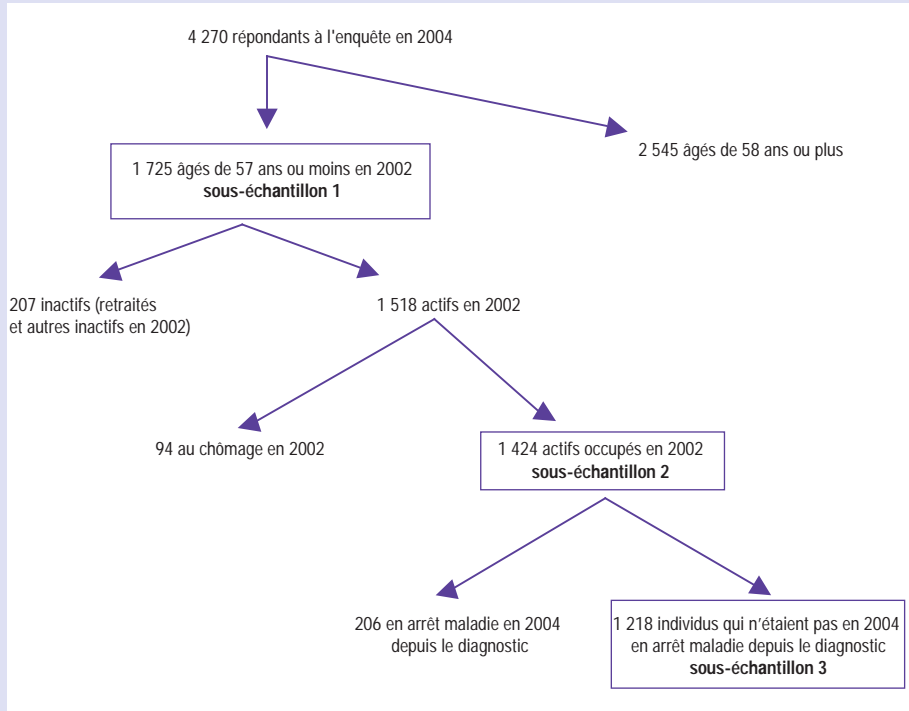 4 270 répondants à l'enquête en 2004
2 545 âgés de 58 ans ou plus
1 725 âgés de 57 ans ou moins en 2002
sous-échantillon 1
207 inactifs (retraités
et autres inactifs en 2002)
1 518 actifs en 2002
94 au chômage en 2002
1 424 actifs occupés en 2002
sous-échantillon 2
206 en arrêt maladie en 2004
depuis le diagnostic
1 218 individus qui n’étaient pas en 2004
en arrêt maladie depuis le diagnostic
sous-échantillon 3